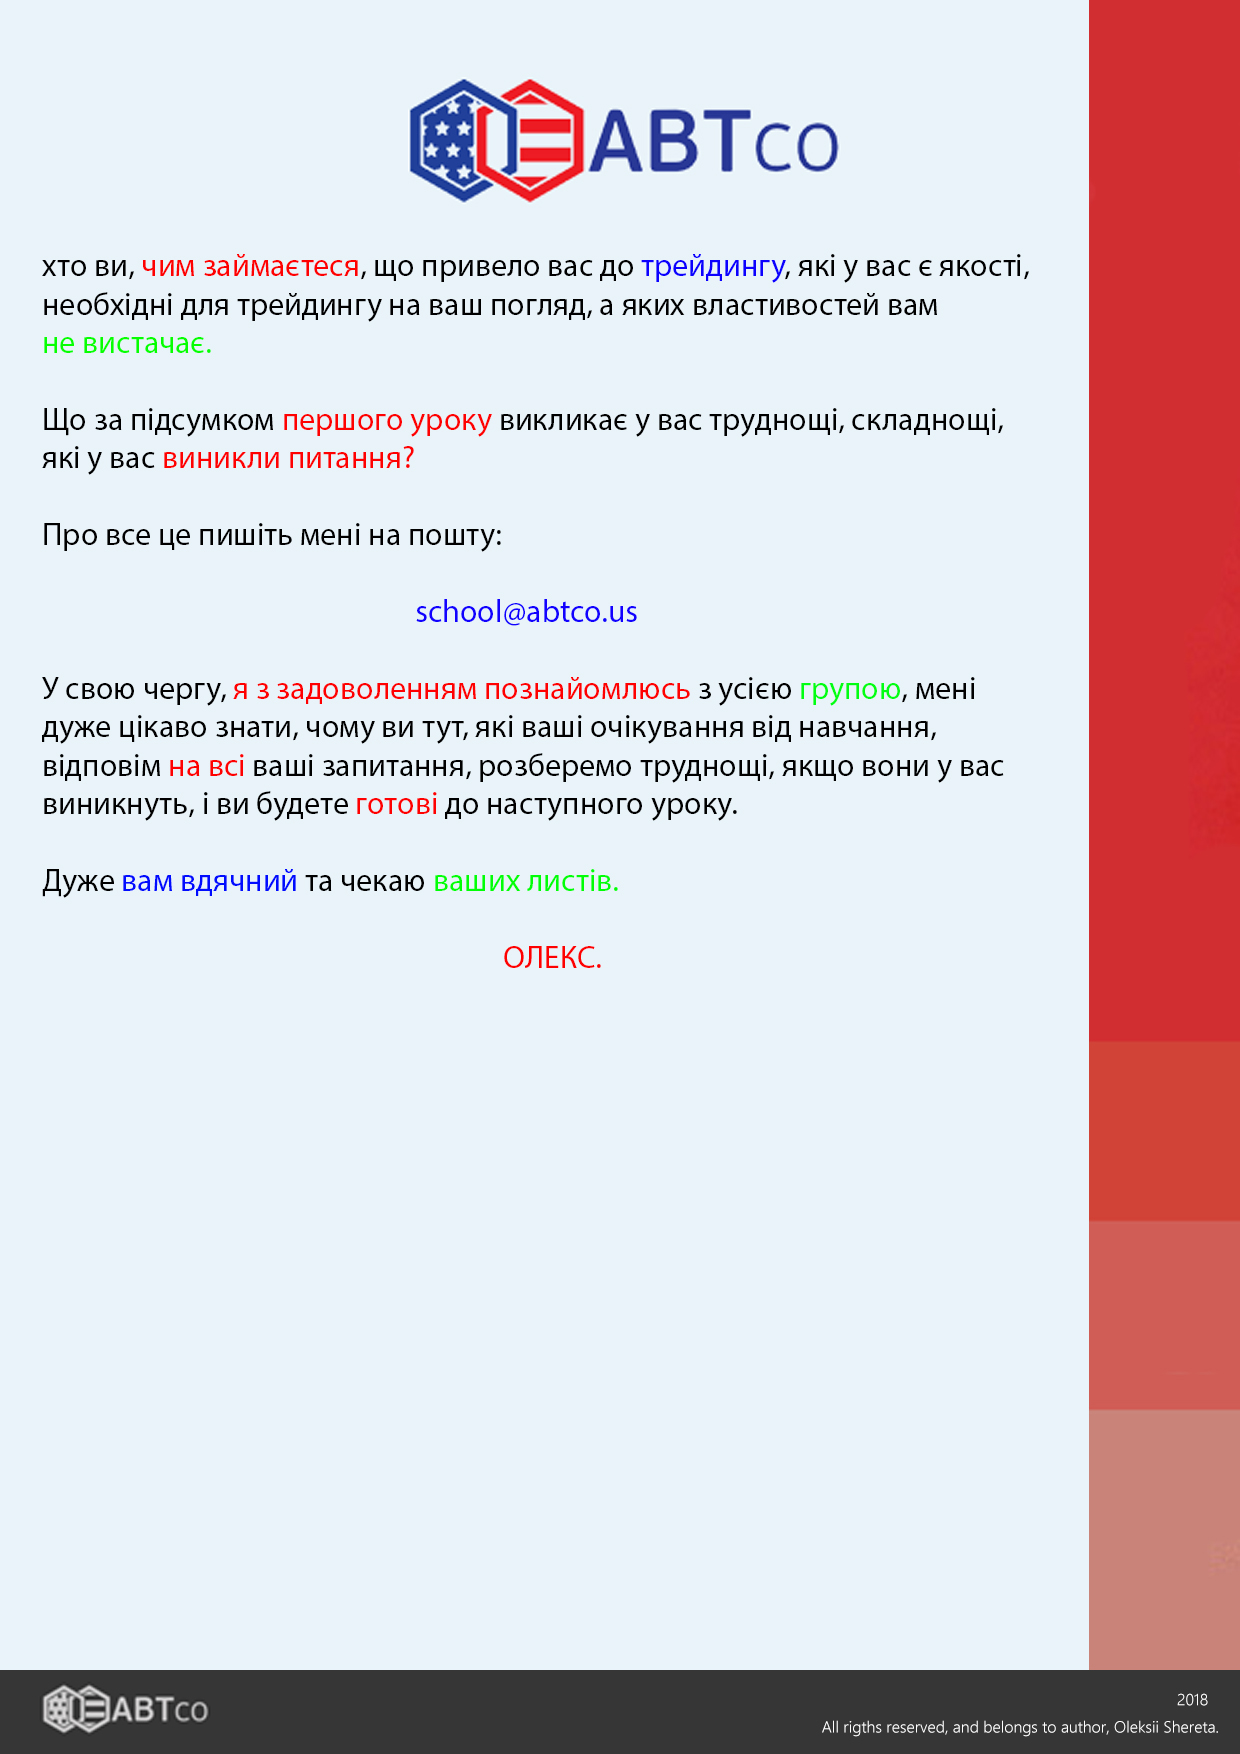 ABTco
хто ви, чим займаєтеся, що привело вас до трейдингу, які у вас є якості,
необхідні для трейдингу на ваш погляд, а яких властивостей вам
не вистачає.
Що за підсумком першого уроку викликає у вас труднощі, складнощі,
які у вас виникли питання?
Про все це пишіть мені на пошту:
school@abtco.us
У свою чергу, я з задоволенням познайомлюсь з усією групою, мені
дуже цікаво знати, чому ви тут, які ваші очікування від навчання,
відповім на всі ваші запитання, розберемо труднощі, якщо вони у вас
виникнуть, і ви будете готові до наступного уроку.
Дуже вам вдячний та чекаю ваших листів.
ОЛЕКС.
ABTco
2018
All rigths reserved, and belongs to author, Oleksii Shereta.